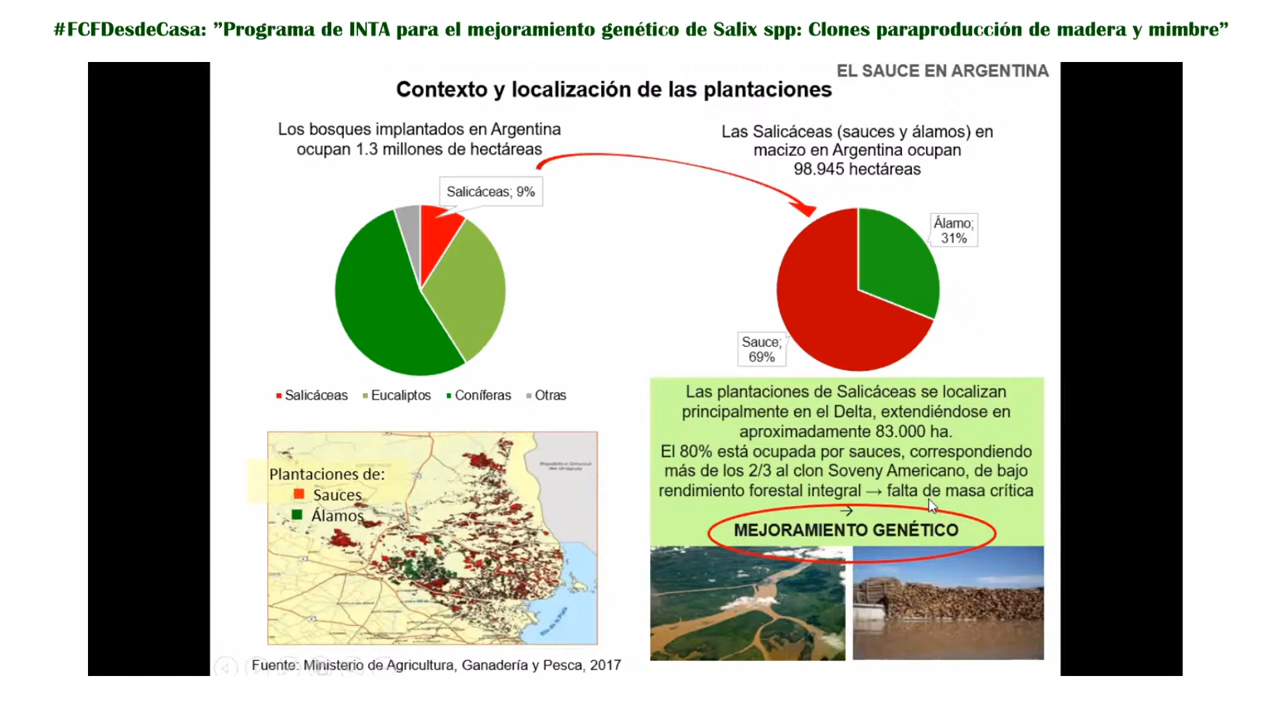 #FCFDesdeCasa: ”Programa de INTA para el mejoramiento genético de Salix spp: Clones paraproducción de madera y mimbre”
EL SAUCE EN ARGENTINA
Contexto y localización de las plantaciones
Los bosques implantados en Argentina
ocupan 1.3 millones de hectáreas
Salicáceas; 9%
Salicáceas
Eucaliptos
Coníferas
Otras
Las Salicáceas (sauces y álamos) en
macizo en Argentina ocupan
98.945 hectáreas
Álamo;
31%
Sauce;
69%
Plantaciones de:
Sauces
Álamos
Río de la Plata
Fuente: Ministerio de Agricultura, Ganadería y Pesca, 2017
Las plantaciones de Salicáceas se localizan
principalmente en el Delta, extendiéndose en
aproximadamente 83.000 ha.
El 80% está ocupada por sauces, correspondiendo
más de los 2/3 al clon Soveny Americano, de bajo
rendimiento forestal integral → falta de masa crítica
→
MEJORAMIENTO GENÉTICO